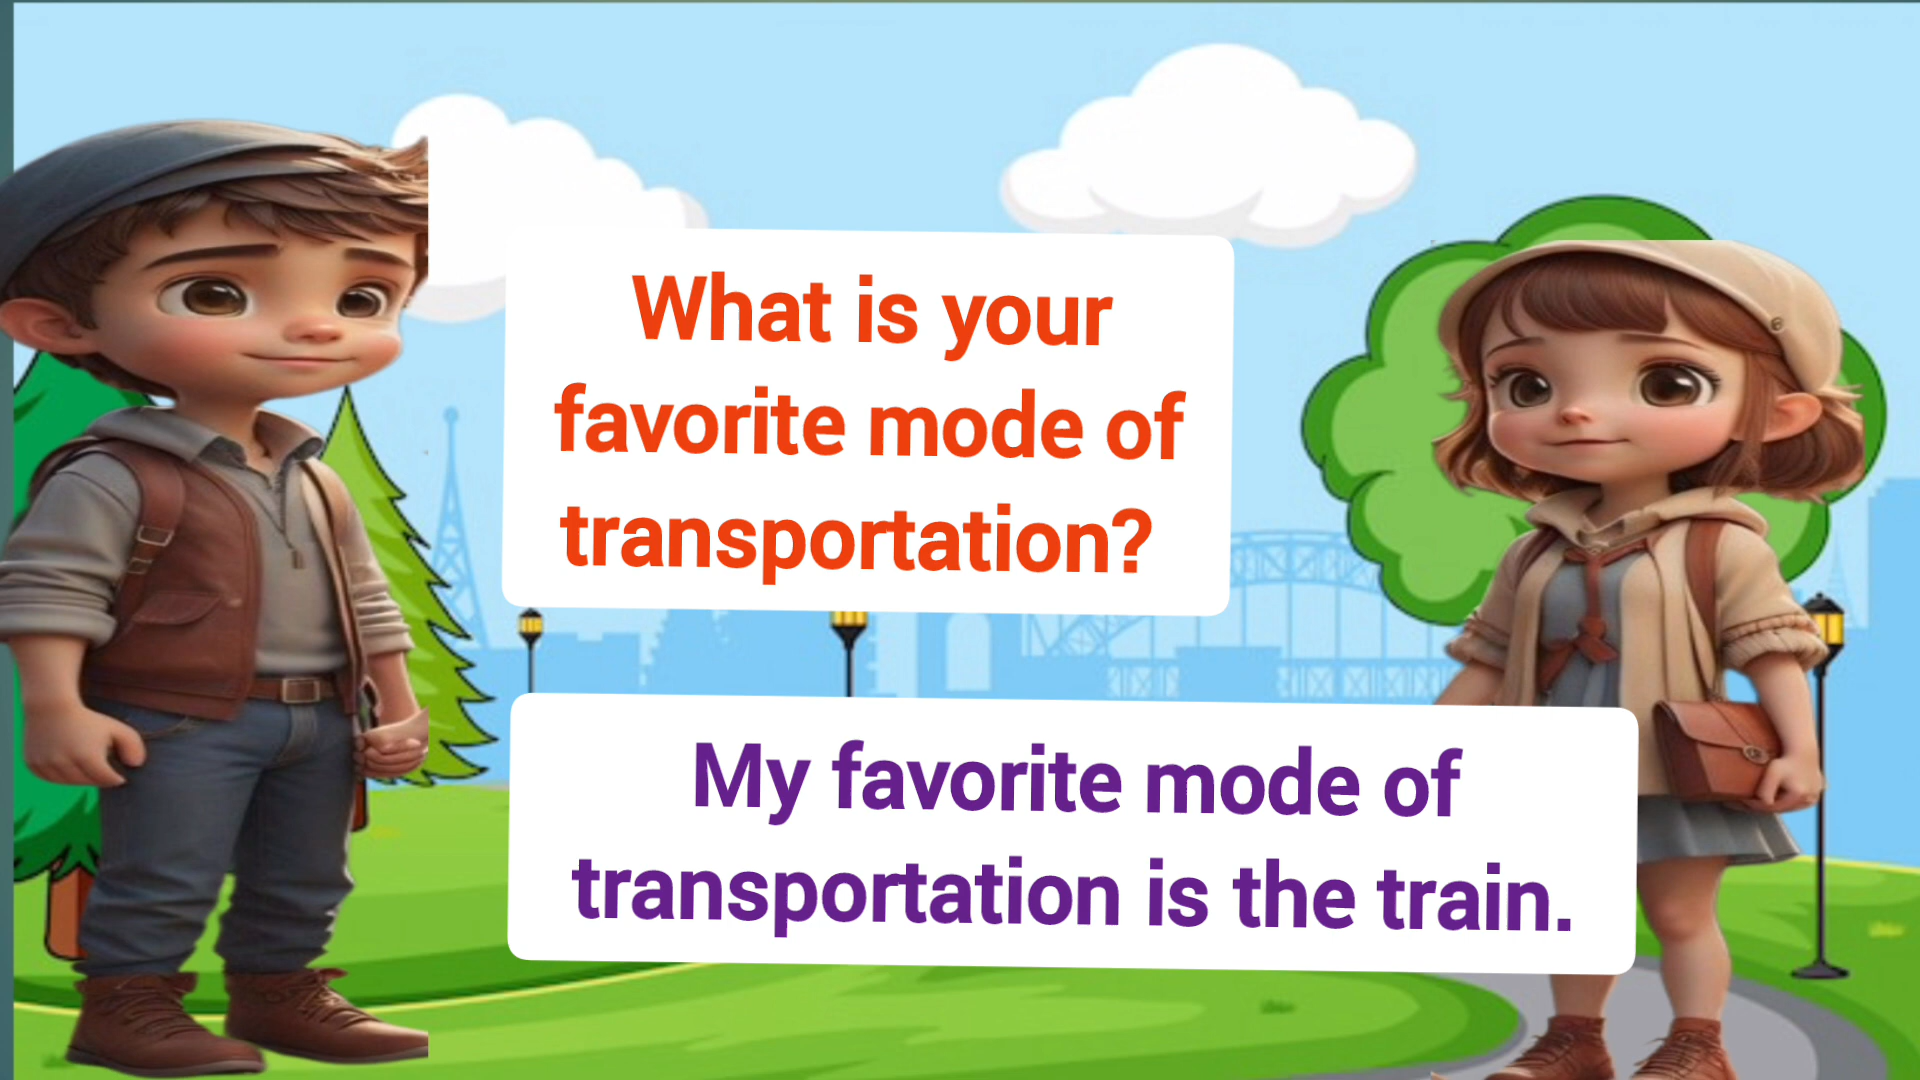 What is your
favorite mode of
transportation?
My favorite mode of
transportation is the train.